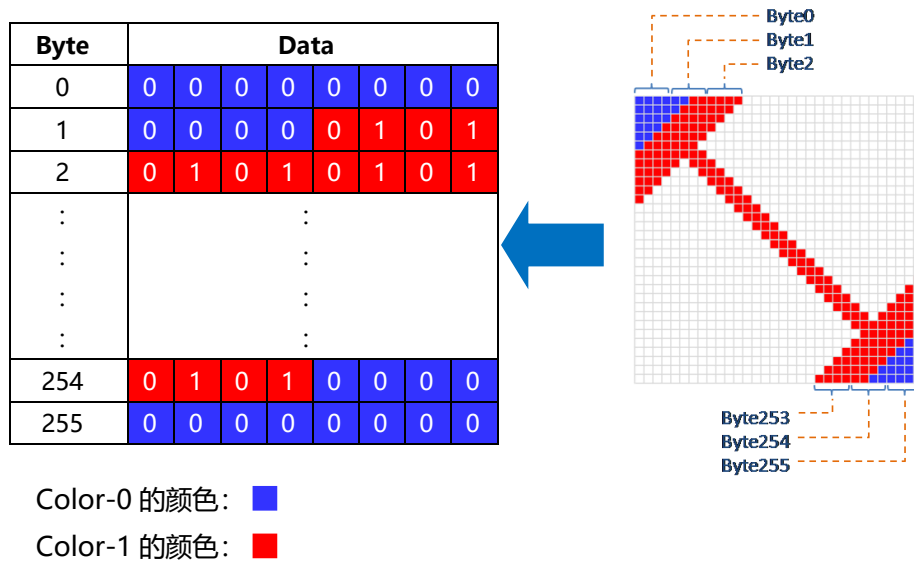 Byte Data
0 0 0 0 0 0 0 0 0
1 0 0 0 0 0 1 0 1
2 0 1 0 1 0 1 0 1
: :
: :
: :
: :
254 0 1 0 1 0 0 0 0
255 0 0 0 0 0 0 0 0
Byte0
Byte1
Byte2
Byte253
Byte254
Byte255
Color-0 的颜色：
Color-1 的颜色：